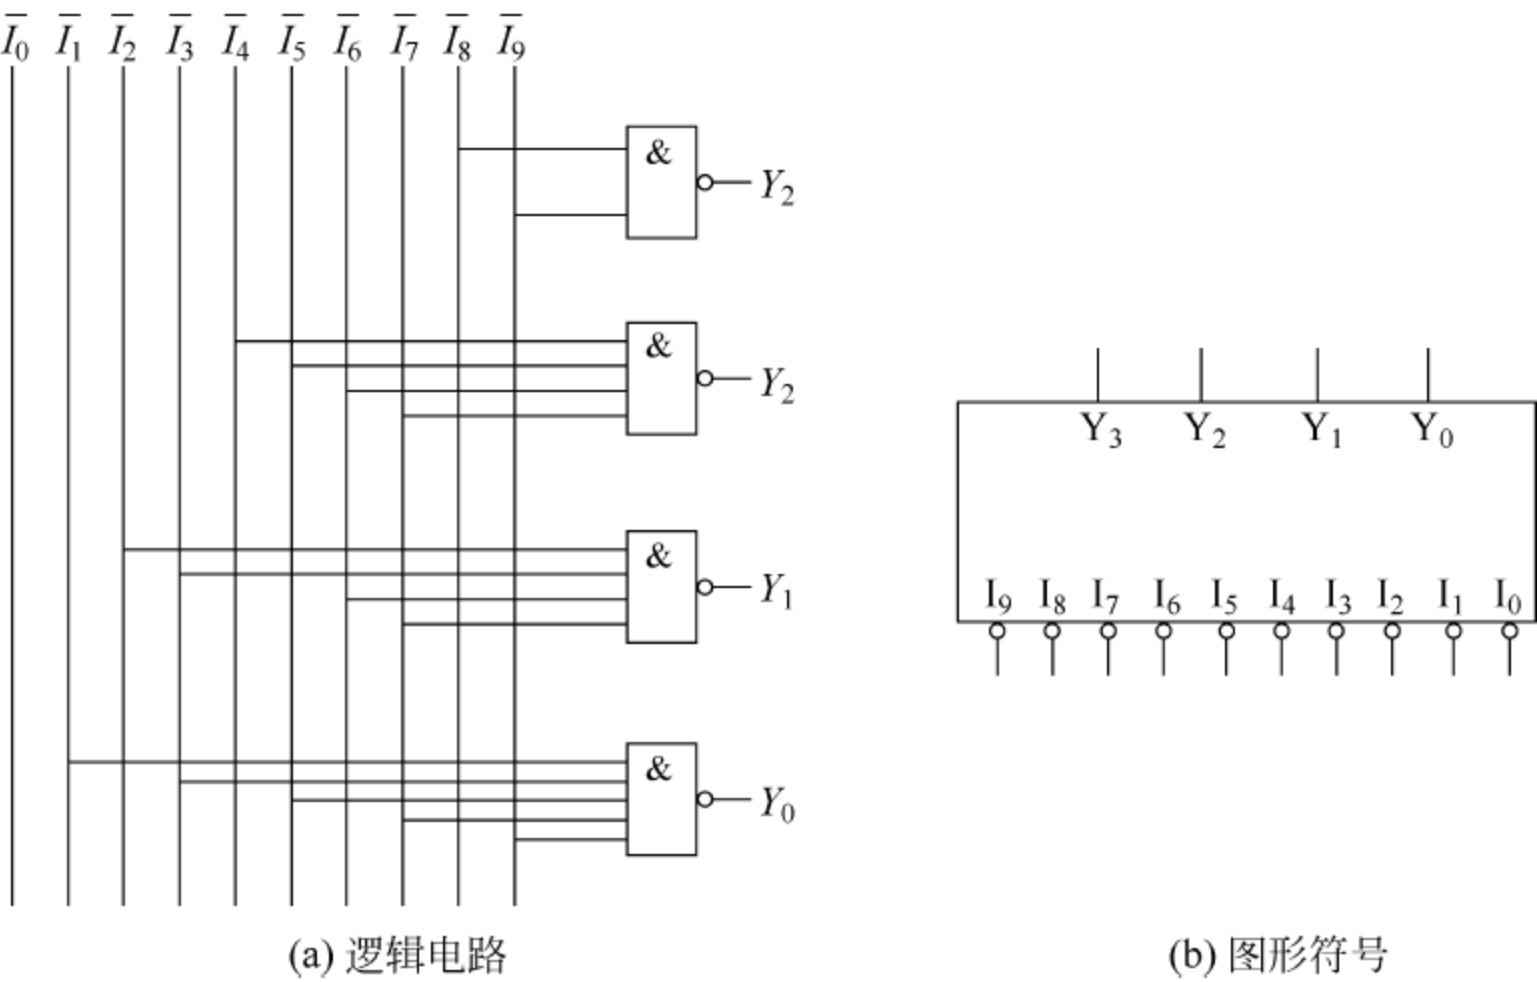 I̅₀ I̅₁ I̅₂ I̅₃ I̅₄ I̅₅ I̅₆ I̅₇ I̅₈ I̅₉
&
Y₂
&
Y₂
&
Y₁
&
Y₀
(a) 逻辑电路
Y₃ Y₂ Y₁ Y₀
I₉ I₈ I₇ I₆ I₅ I₄ I₃ I₂ I₁ I₀
(b) 图形符号